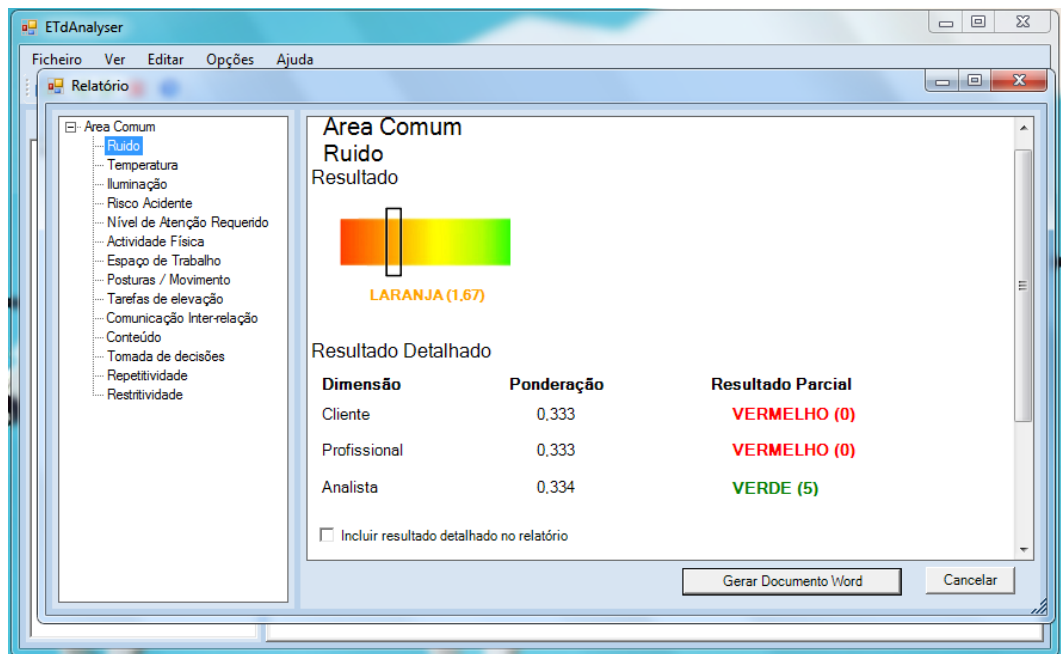 ETdAnalyser
Ficheiro Ver Editar Opções Ajuda
Relatório
Area Comum
Ruido
Temperatura
Iluminação
Risco Acidente
Nível de Atenção Requerido
Actividade Física
Espaço de Trabalho
Posturas / Movimento
Tarefas de elevação
Comunicação Inter-relação
Conteúdo
Tomada de decisões
Repetitividade
Restritividade
Area Comum
Ruido
Resultado
LARANJA (1,67)
Resultado Detalhado
Dimensão Ponderação Resultado Parcial
Cliente 0,333 VERMELHO (0)
Profissional 0,333 VERMELHO (0)
Analista 0,334 VERDE (5)
Incluir resultado detalhado no relatório
Gerar Documento Word Cancelar